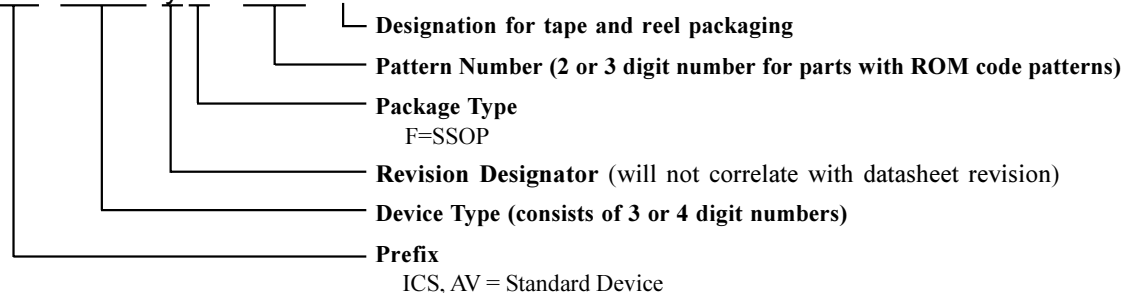 Designation for tape and reel packaging
Pattern Number (2 or 3 digit number for parts with ROM code patterns)
Package Type
F=SSOP
Revision Designator (will not correlate with datasheet revision)
Device Type (consists of 3 or 4 digit numbers)
Prefix
ICS, AV = Standard Device